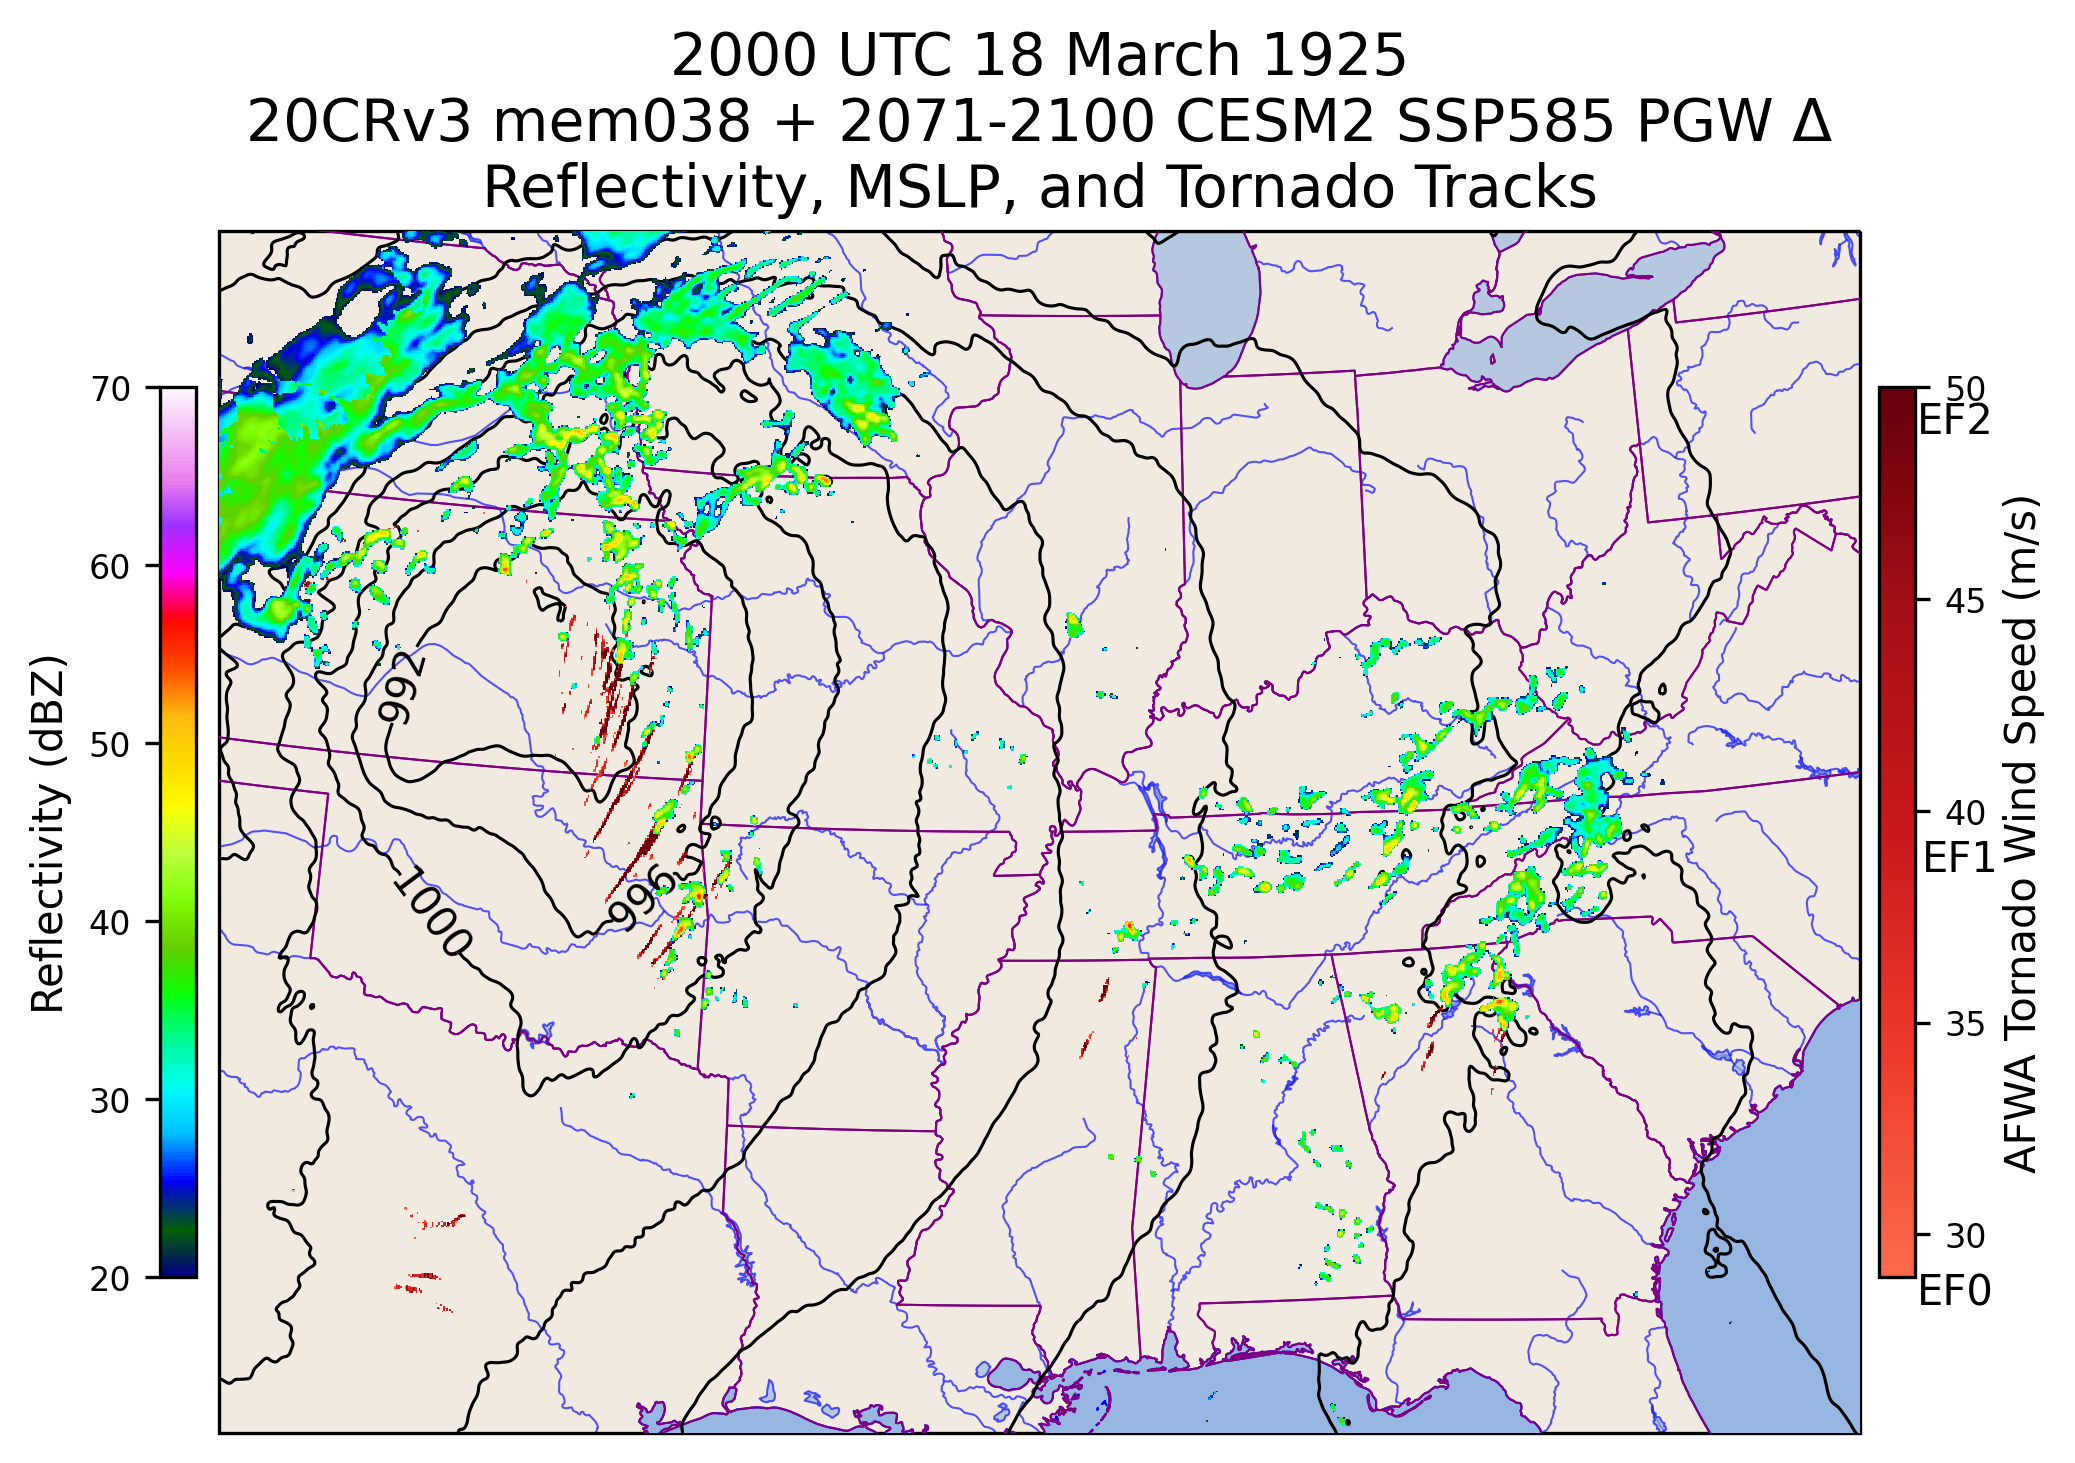 2000 UTC 18 March 1925
20CRv3 mem038 + 2071-2100 CESM2 SSP585 PGW Δ
Reflectivity, MSLP, and Tornado Tracks
Reflectivity (dBZ)
70
60
50
40
30
20
992
996
1000
50
EF2
45
40
EF1
35
30
EF0
AFWA Tornado Wind Speed (m/s)